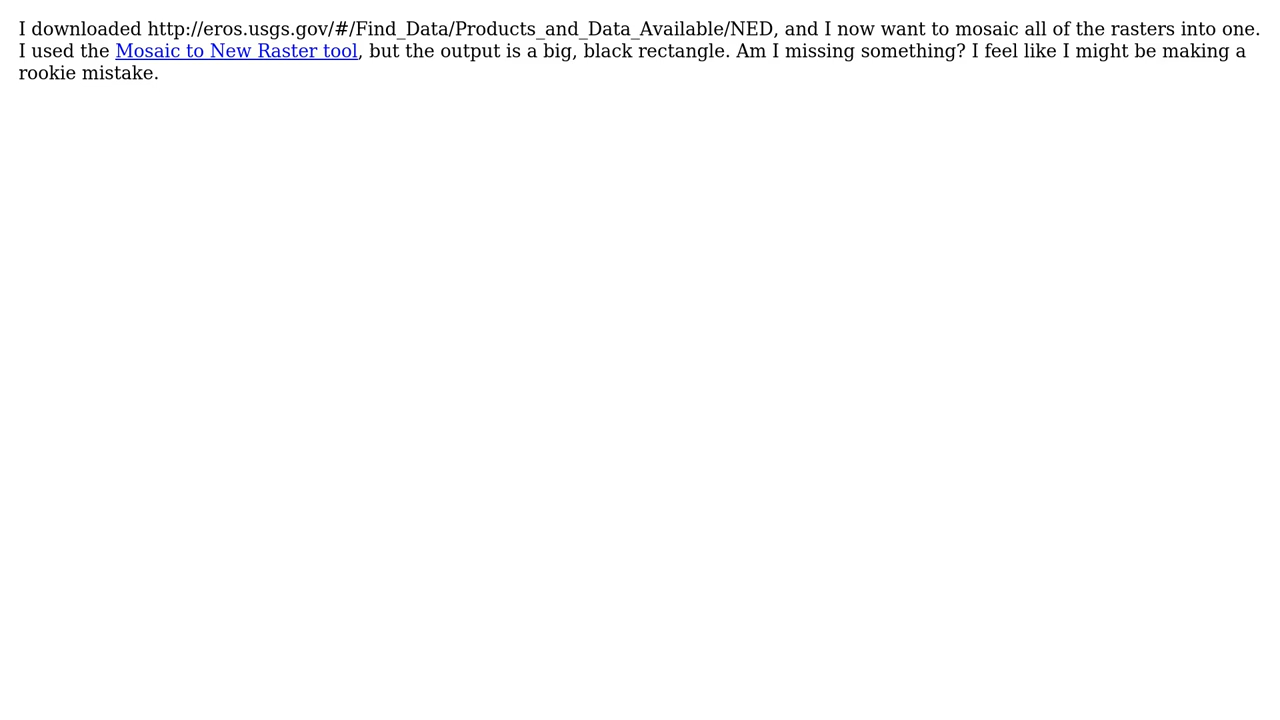 I downloaded http://eros.usgs.gov/#/Find_Data/Products_and_Data_Available/NED, and I now want to mosaic all of the rasters into one.
I used the Mosaic to New Raster tool, but the output is a big, black rectangle. Am I missing something? I feel like I might be making a
rookie mistake.